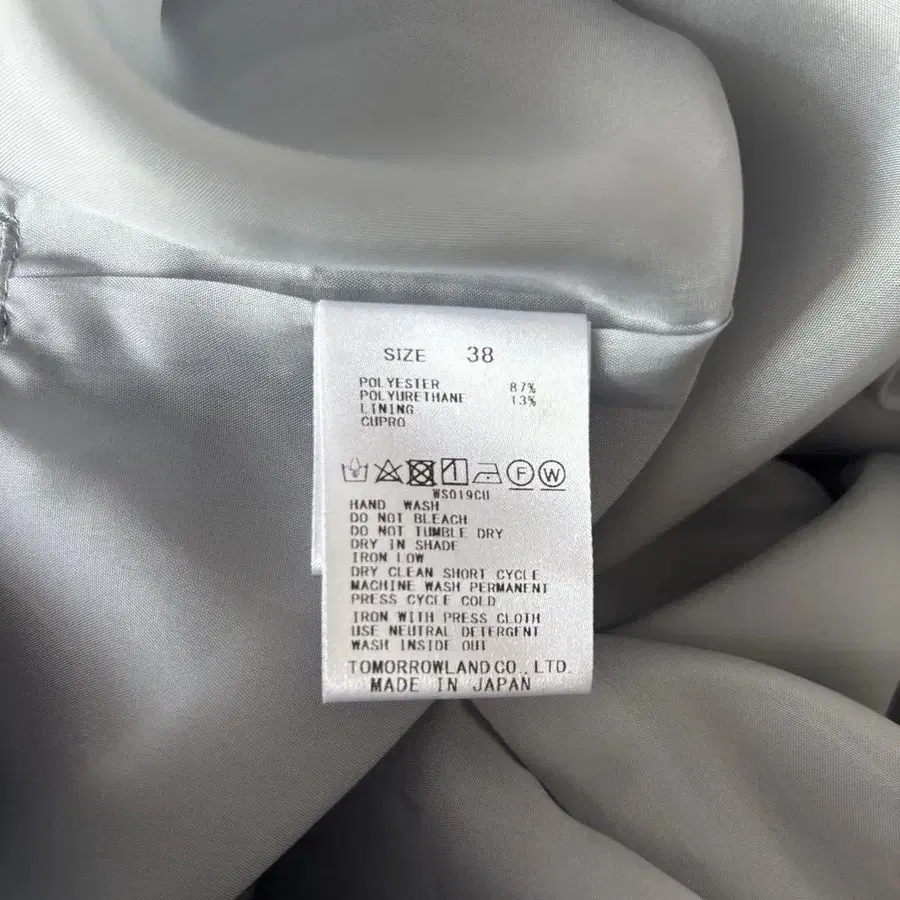 SIZE 38
POLYESTER 87%
POLYURETHANE 13%
LINING
CUPRO
F W
WS019CU
HAND WASH
DO NOT BLEACH
DO NOT TUMBLE DRY
DRY IN SHADE
IRON LOW
DRY CLEAN SHORT CYCLE
MACHINE WASH PERMANENT
PRESS CYCLE COLD
IRON WITH PRESS CLOTH
USE NEUTRAL DETERGENT
WASH INSIDE OUT
TOMORROWLAND CO., LTD.
MADE IN JAPAN